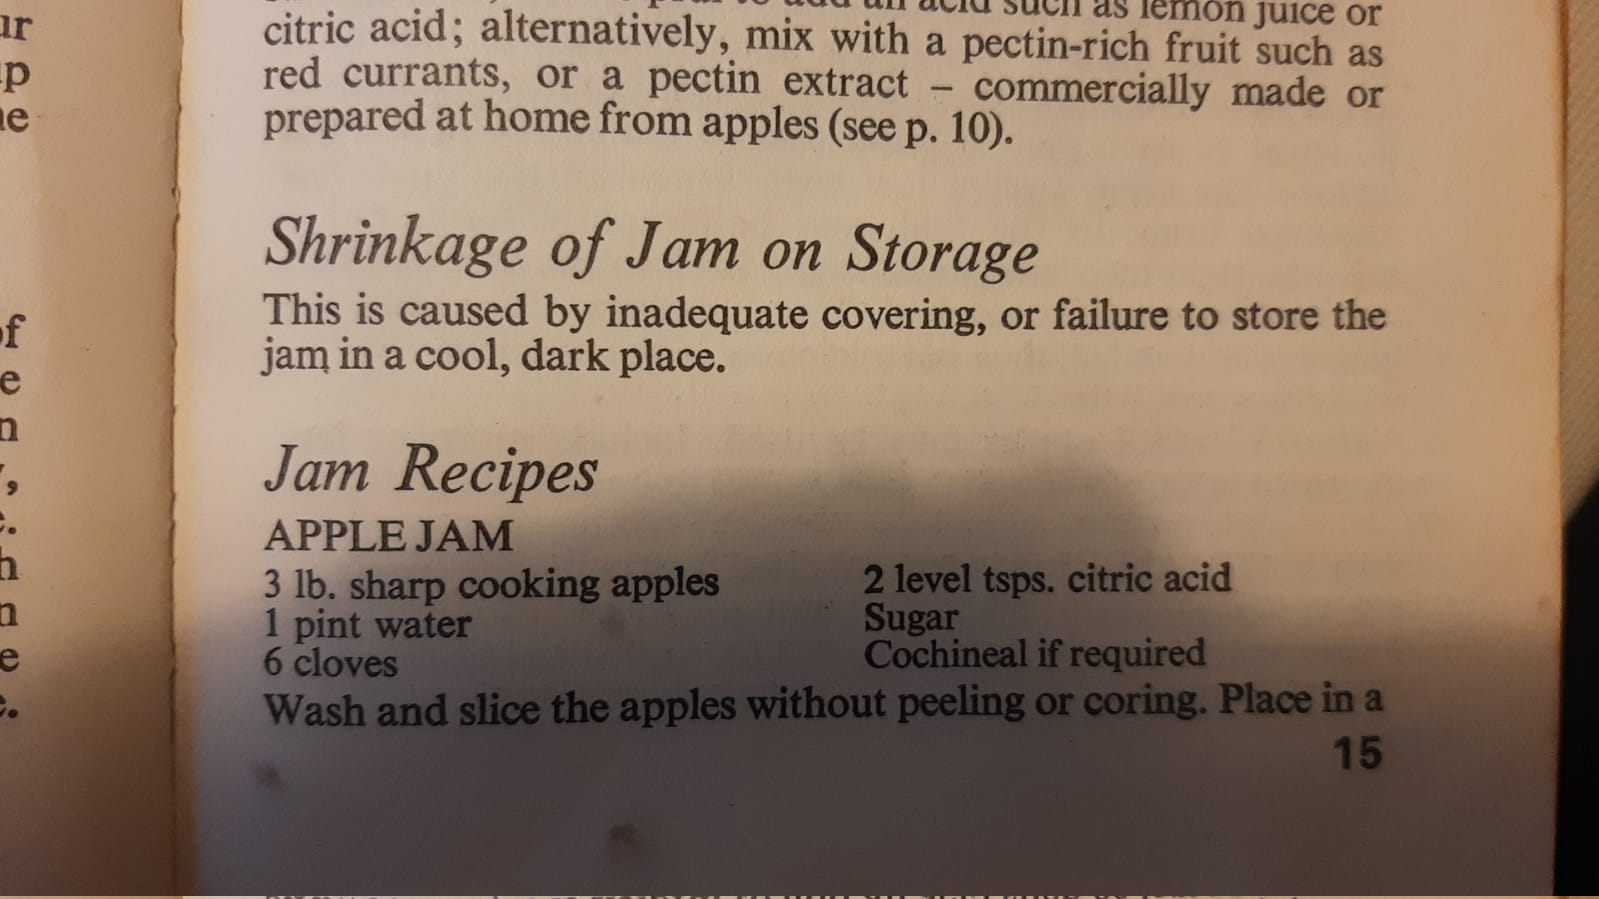 add an acid such as lemon juice or
citric acid; alternatively, mix with a pectin-rich fruit such as
red currants, or a pectin extract – commercially made or
prepared at home from apples (see p. 10).
Shrinkage of Jam on Storage
This is caused by inadequate covering, or failure to store the
jam in a cool, dark place.
Jam Recipes
APPLE JAM
3 lb. sharp cooking apples
1 pint water
6 cloves
2 level tsps. citric acid
Sugar
Cochineal if required
Wash and slice the apples without peeling or coring. Place in a
15